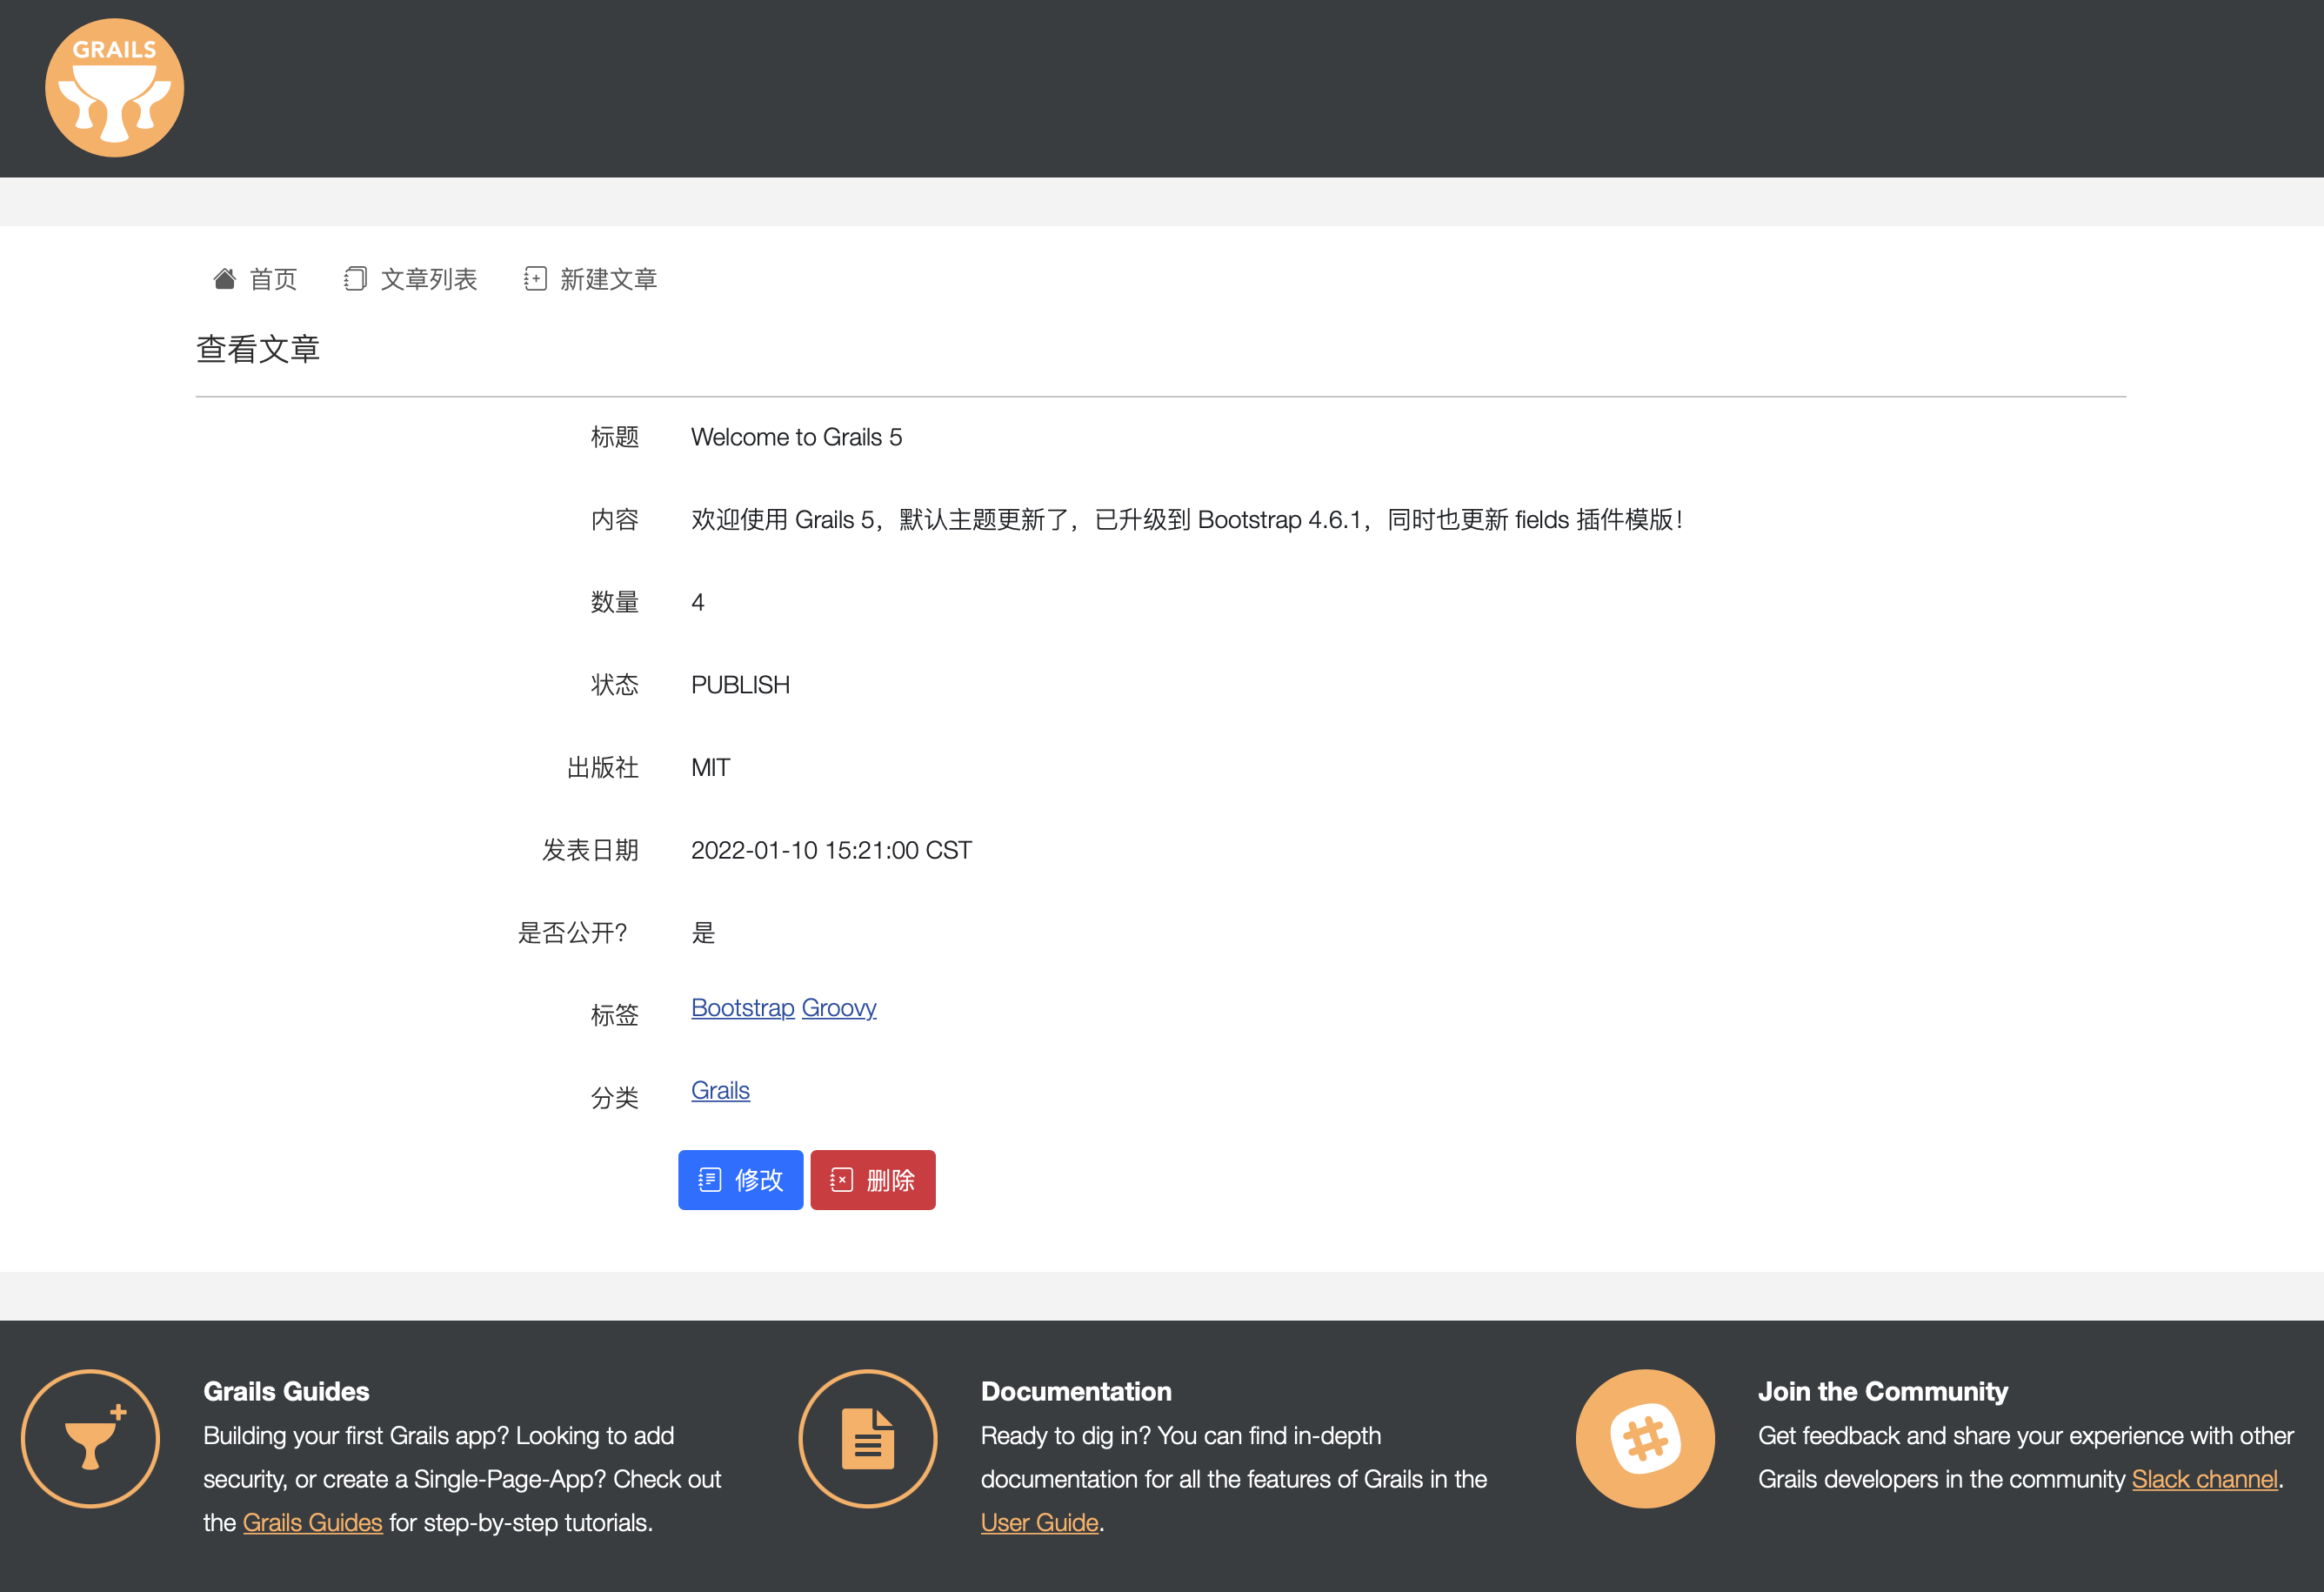 GRAILS
首页 文章列表 新建文章
查看文章
标题 Welcome to Grails 5
内容 欢迎使用 Grails 5，默认主题更新了，已升级到 Bootstrap 4.6.1，同时也更新 fields 插件模版！
数量 4
状态 PUBLISH
出版社 MIT
发表日期 2022-01-10 15:21:00 CST
是否公开？ 是
标签 Bootstrap Groovy
分类 Grails
修改 删除
Grails Guides
Building your first Grails app? Looking to add
security, or create a Single-Page-App? Check out
the Grails Guides for step-by-step tutorials.
Documentation
Ready to dig in? You can find in-depth
documentation for all the features of Grails in the
User Guide.
Join the Community
Get feedback and share your experience with other
Grails developers in the community Slack channel.